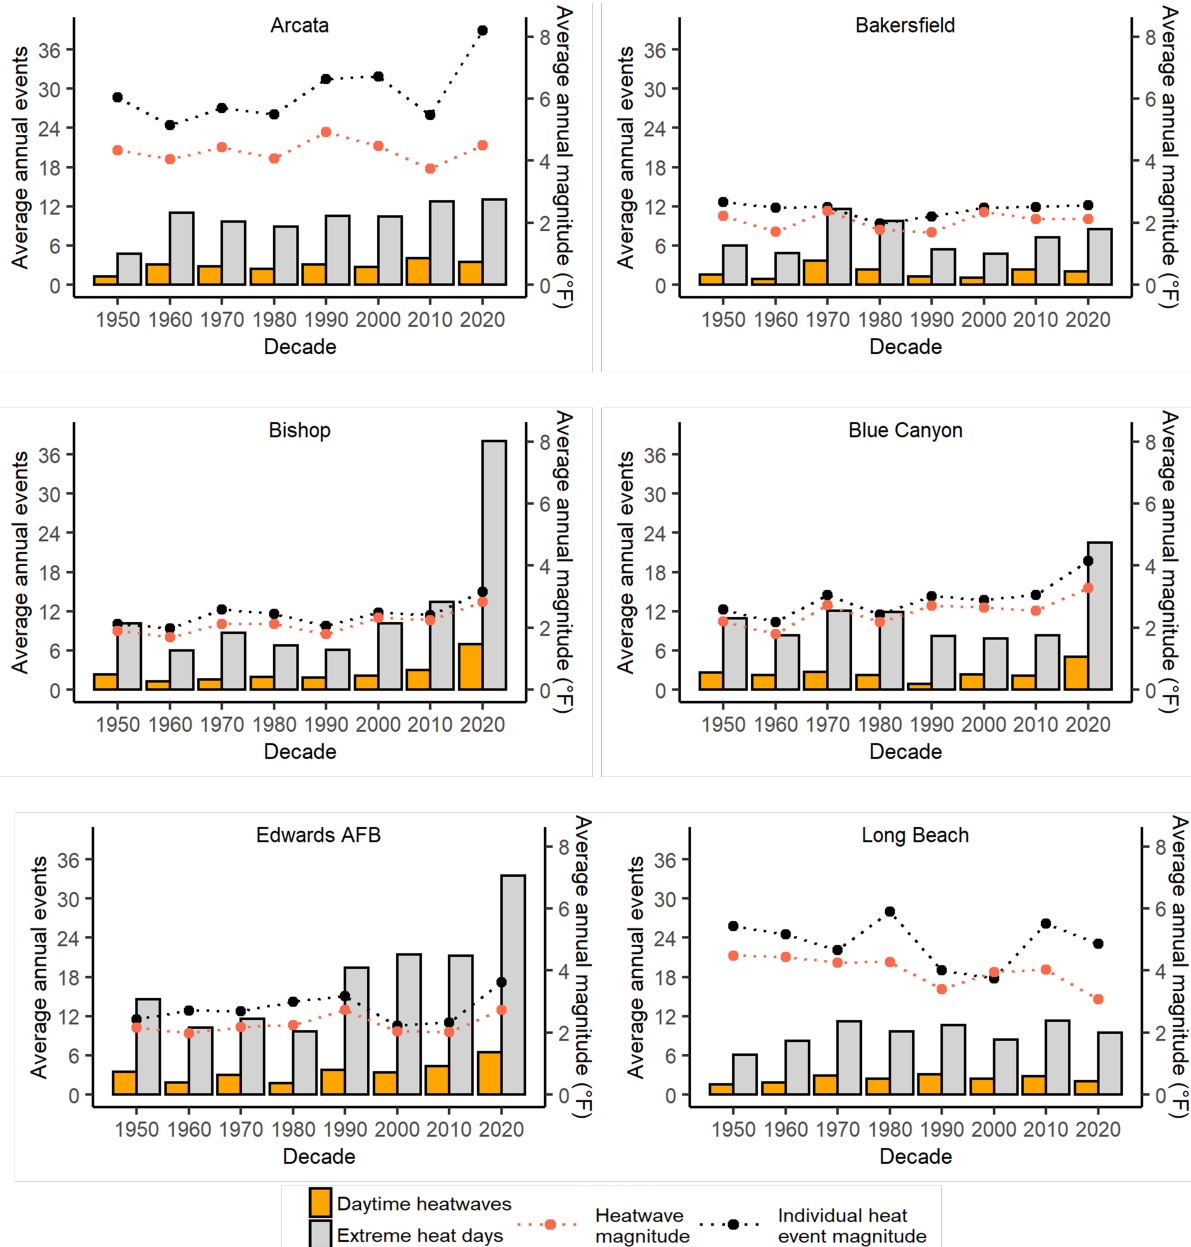 Arcata
Average annual events
36
30
24
18
12
6
0
8
6
4
2
0
Average annual magnitude (°F)
1950 1960 1970 1980 1990 2000 2010 2020
Decade
Bakersfield
Average annual events
36
30
24
18
12
6
0
8
6
4
2
0
Average annual magnitude (°F)
1950 1960 1970 1980 1990 2000 2010 2020
Decade
Bishop
Average annual events
36
30
24
18
12
6
0
8
6
4
2
0
Average annual magnitude (°F)
1950 1960 1970 1980 1990 2000 2010 2020
Decade
Blue Canyon
Average annual events
36
30
24
18
12
6
0
8
6
4
2
0
Average annual magnitude (°F)
1950 1960 1970 1980 1990 2000 2010 2020
Decade
Edwards AFB
Average annual events
36
30
24
18
12
6
0
8
6
4
2
0
Average annual magnitude (°F)
1950 1960 1970 1980 1990 2000 2010 2020
Decade
Long Beach
Average annual events
36
30
24
18
12
6
0
8
6
4
2
0
Average annual magnitude (°F)
1950 1960 1970 1980 1990 2000 2010 2020
Decade
Daytime heatwaves
Extreme heat days
Heatwave
magnitude
Individual heat
event magnitude